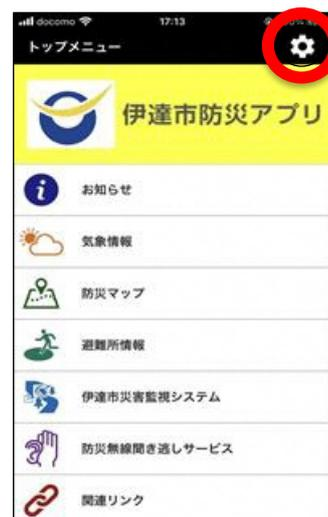 docomo 17:13
トップメニュー
伊達市防災アプリ
お知らせ
気象情報
防災マップ
避難所情報
伊達市災害監視システム
防災無線聞き逃しサービス
関連リンク